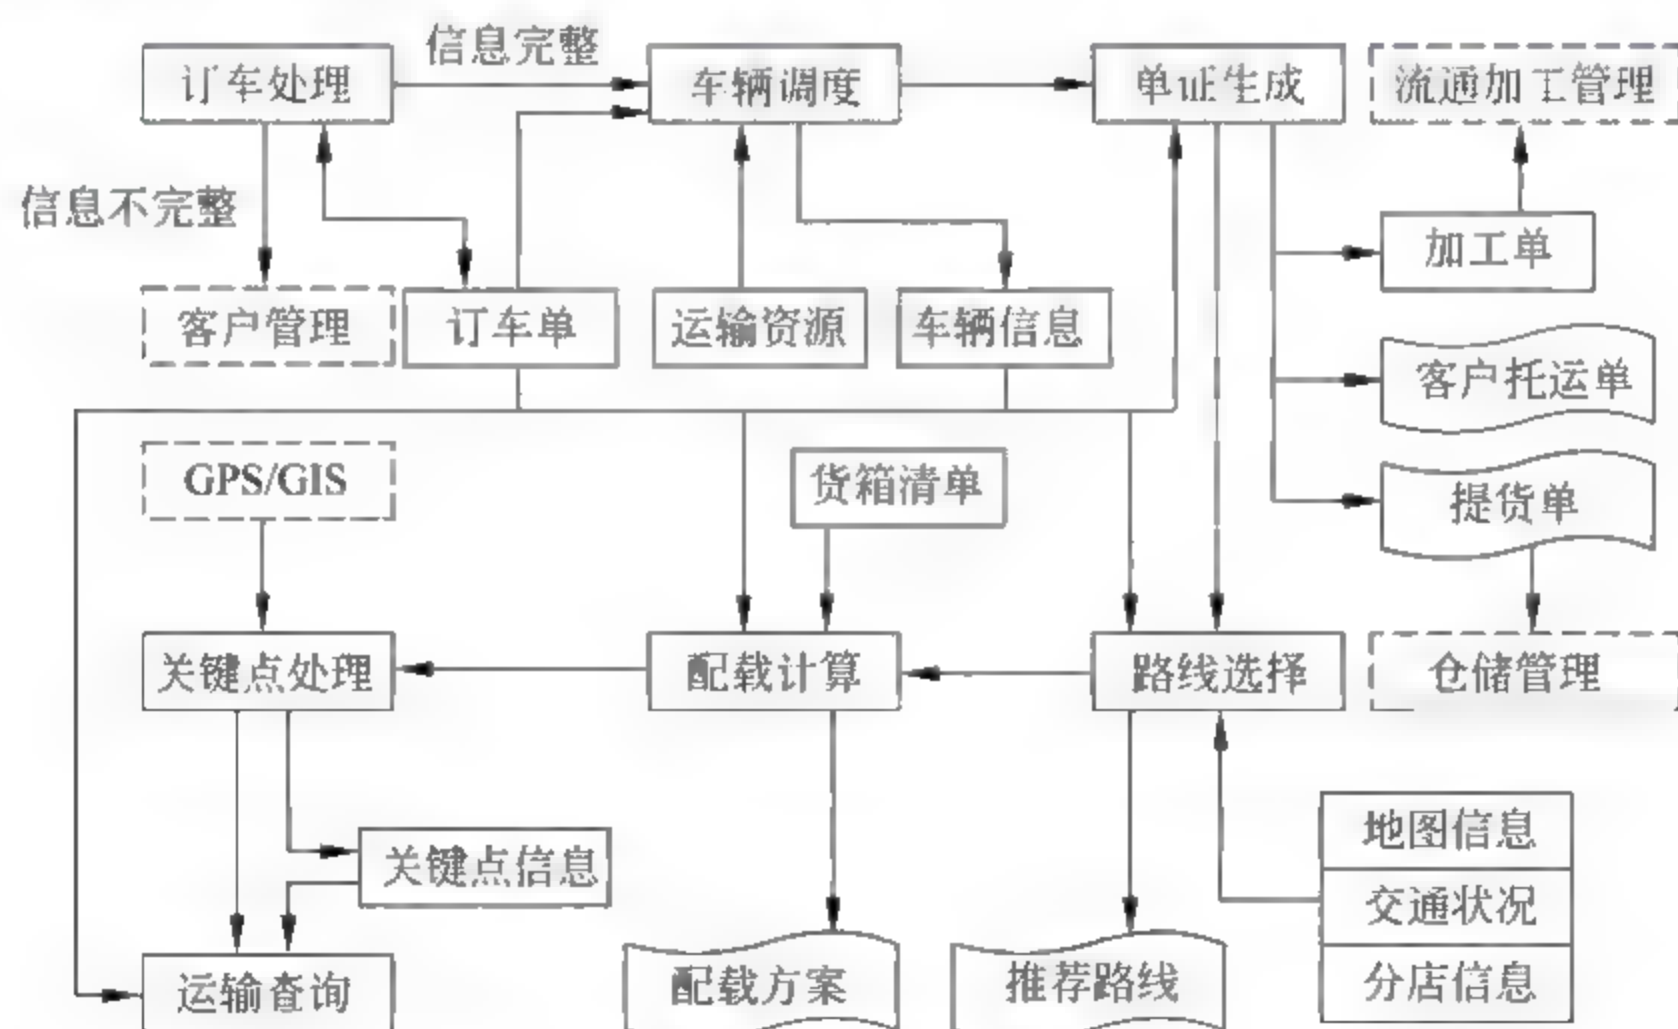 信息完整
订车处理
车辆调度
单证生成
流通加工管理
信息不完整
加工单
客户管理
订车单
运输资源
车辆信息
客户托运单
GPS/GIS
货箱清单
提货单
关键点处理
配载计算
路线选择
仓储管理
地图信息
关键点信息
交通状况
运输查询
配载方案
推荐路线
分店信息